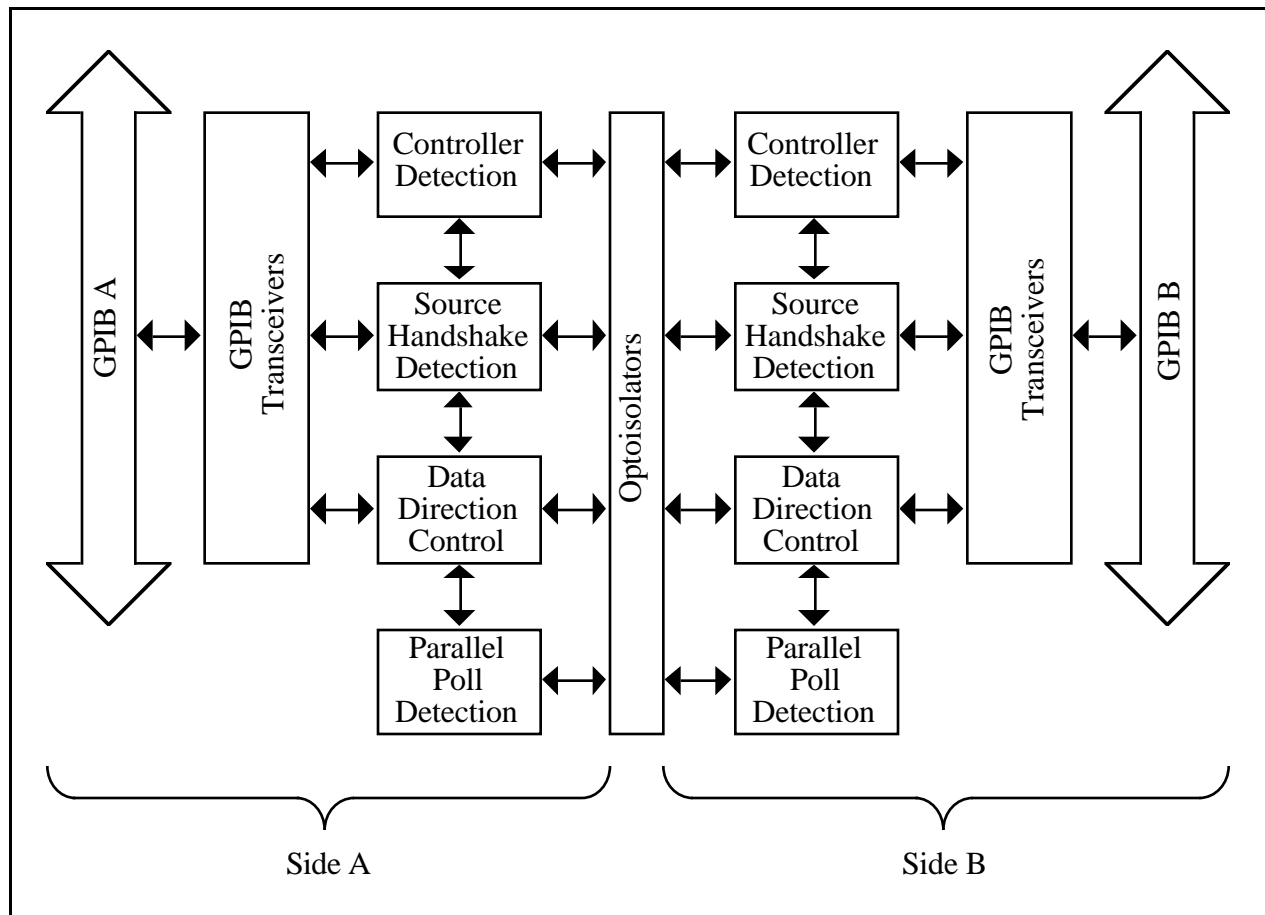 GPIB A
GPIB
Transceivers
Controller
Detection
Source
Handshake
Detection
Data
Direction
Control
Parallel
Poll
Detection
Optoisolators
Controller
Detection
Source
Handshake
Detection
Data
Direction
Control
Parallel
Poll
Detection
GPIB
Transceivers
GPIB B
Side A
Side B